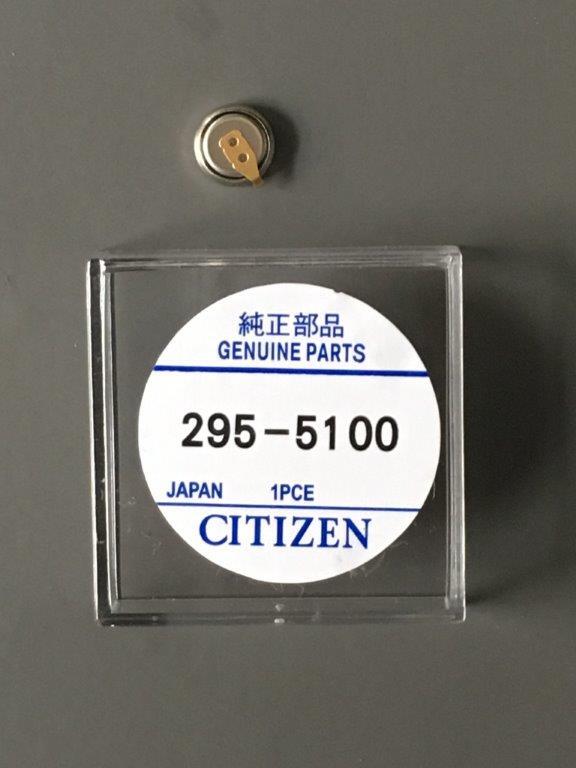 純正部品
GENUINE PARTS
295-5100
JAPAN 1PCE
CITIZEN